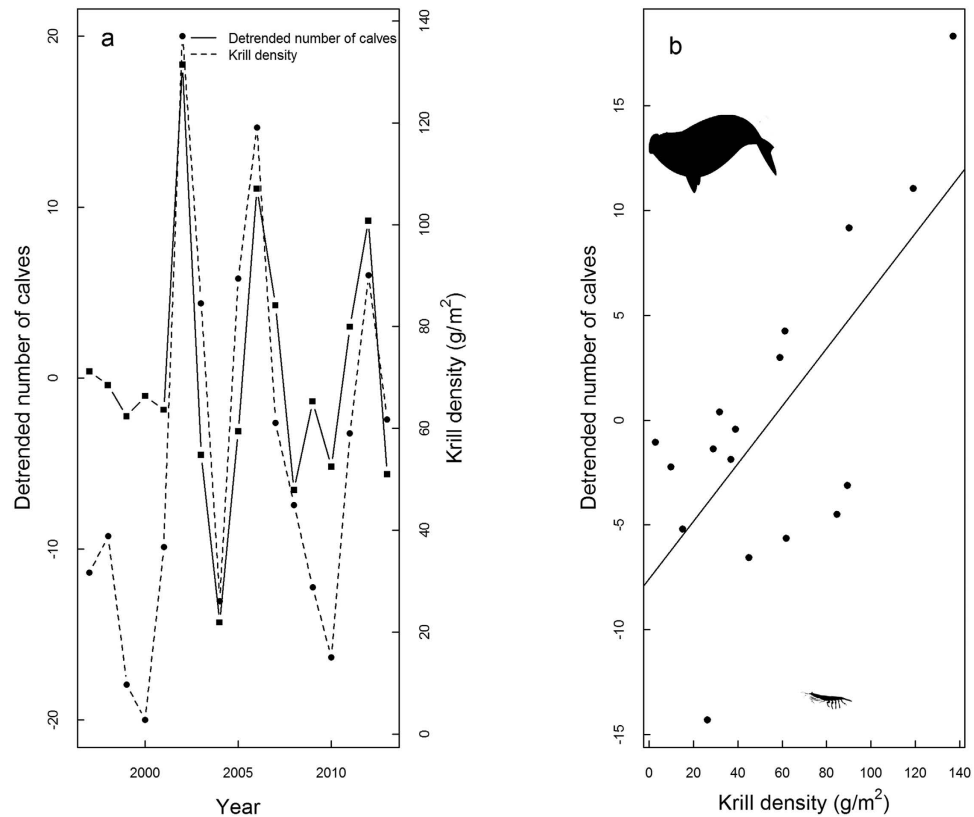 a
Detrended number of calves
Krill density
20
10
0
-10
-20
Detrended number of calves
140
120
100
80
60
40
20
0
Krill density (g/m²)
2000 2005 2010
Year
b
15
10
5
0
-5
-10
-15
Detrended number of calves
0 20 40 60 80 100 120 140
Krill density (g/m²)